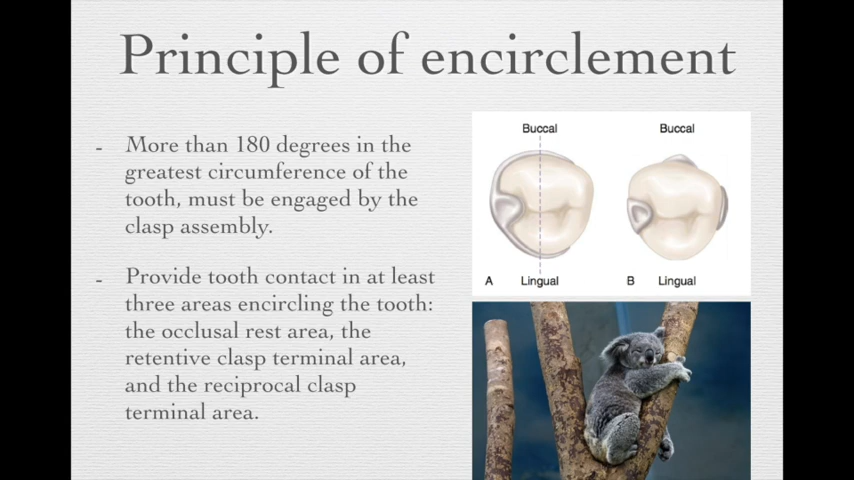 Principle of encirclement
- More than 180 degrees in the
greatest circumference of the
tooth, must be engaged by the
clasp assembly.
- Provide tooth contact in at least
three areas encircling the tooth:
the occlusal rest area, the
retentive clasp terminal area,
and the reciprocal clasp
terminal area.
Buccal Buccal
A Lingual B Lingual